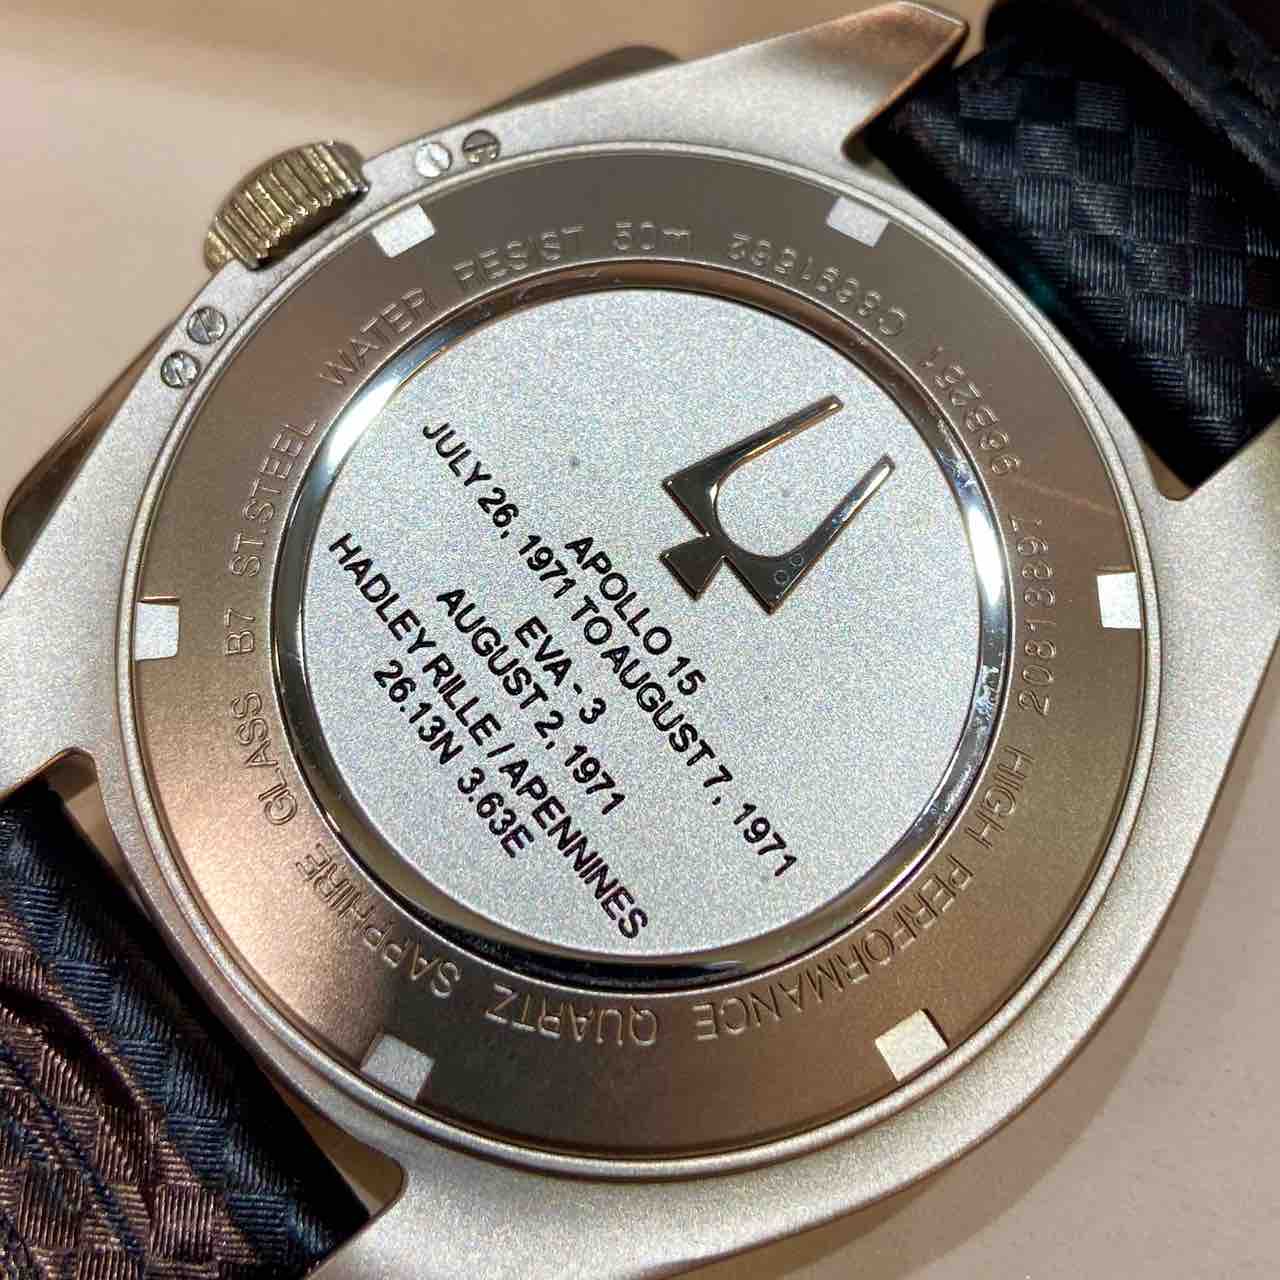 APOLLO 15
JULY 26, 1971 TO AUGUST 7, 1971
EVA - 3
AUGUST 2, 1971
HADLEY RILLE / APENNINES
26.13N 3.63E
HIGH PERFORMANCE QUARTZ SAPPHIRE GLASS B7 ST.STEEL WATER RESIST 50m 96B251 20813897